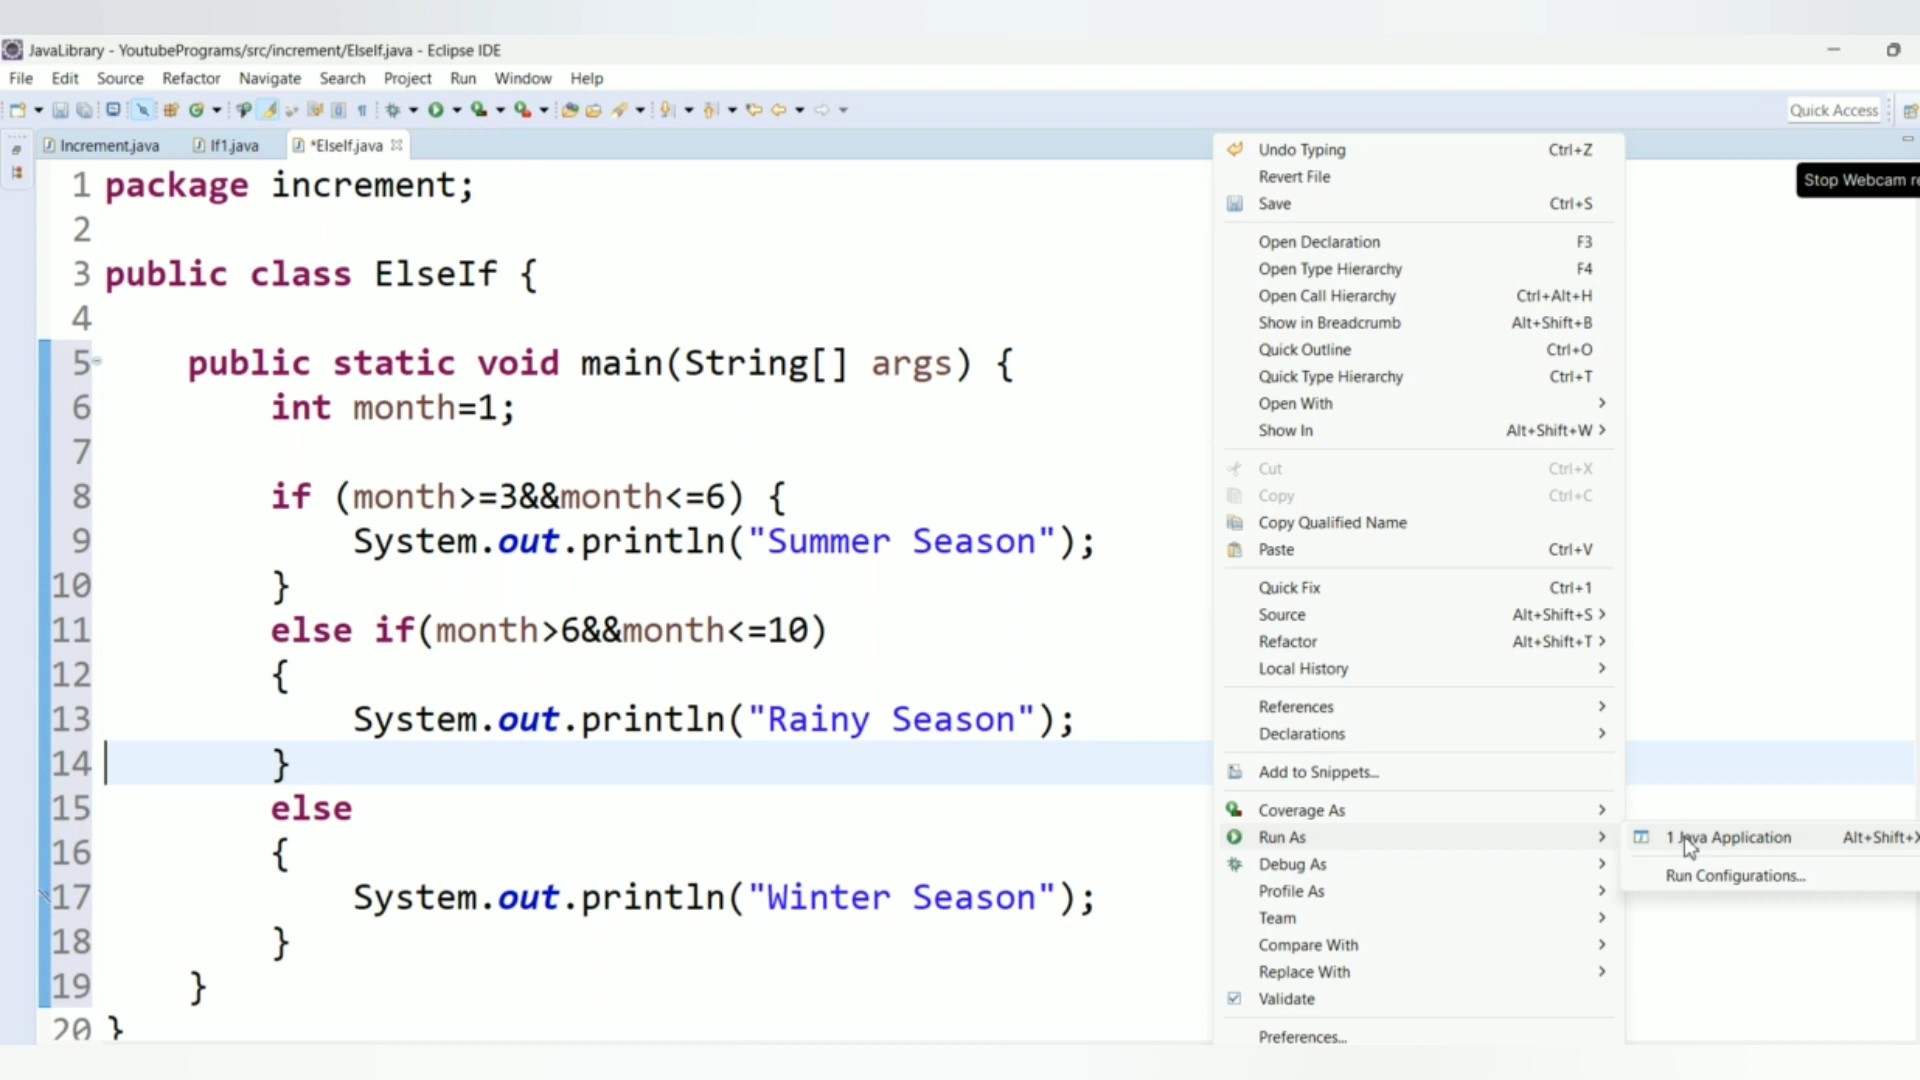 JavaLibrary - YoutubePrograms/src/increment/ElseIf.java - Eclipse IDE
File Edit Source Refactor Navigate Search Project Run Window Help
Quick Access
Increment.java If1.java *ElseIf.java
1 package increment;
2
3 public class ElseIf {
4
5 public static void main(String[] args) {
6 int month=1;
7
8 if (month>=3&&month<=6) {
9 System.out.println("Summer Season");
10 }
11 else if(month>6&&month<=10)
12 {
13 System.out.println("Rainy Season");
14 }
15 else
16 {
17 System.out.println("Winter Season");
18 }
19 }
20 }
Undo Typing Ctrl+Z
Revert File
Save Ctrl+S
Open Declaration F3
Open Type Hierarchy F4
Open Call Hierarchy Ctrl+Alt+H
Show in Breadcrumb Alt+Shift+B
Quick Outline Ctrl+O
Quick Type Hierarchy Ctrl+T
Open With
Show In Alt+Shift+W
Cut Ctrl+X
Copy Ctrl+C
Copy Qualified Name
Paste Ctrl+V
Quick Fix Ctrl+1
Source Alt+Shift+S
Refactor Alt+Shift+T
Local History
References
Declarations
Add to Snippets...
Coverage As
Run As
Debug As
Profile As
Team
Compare With
Replace With
Validate
Preferences...
1 Java Application Alt+Shift+X
Run Configurations...
Stop Webcam re